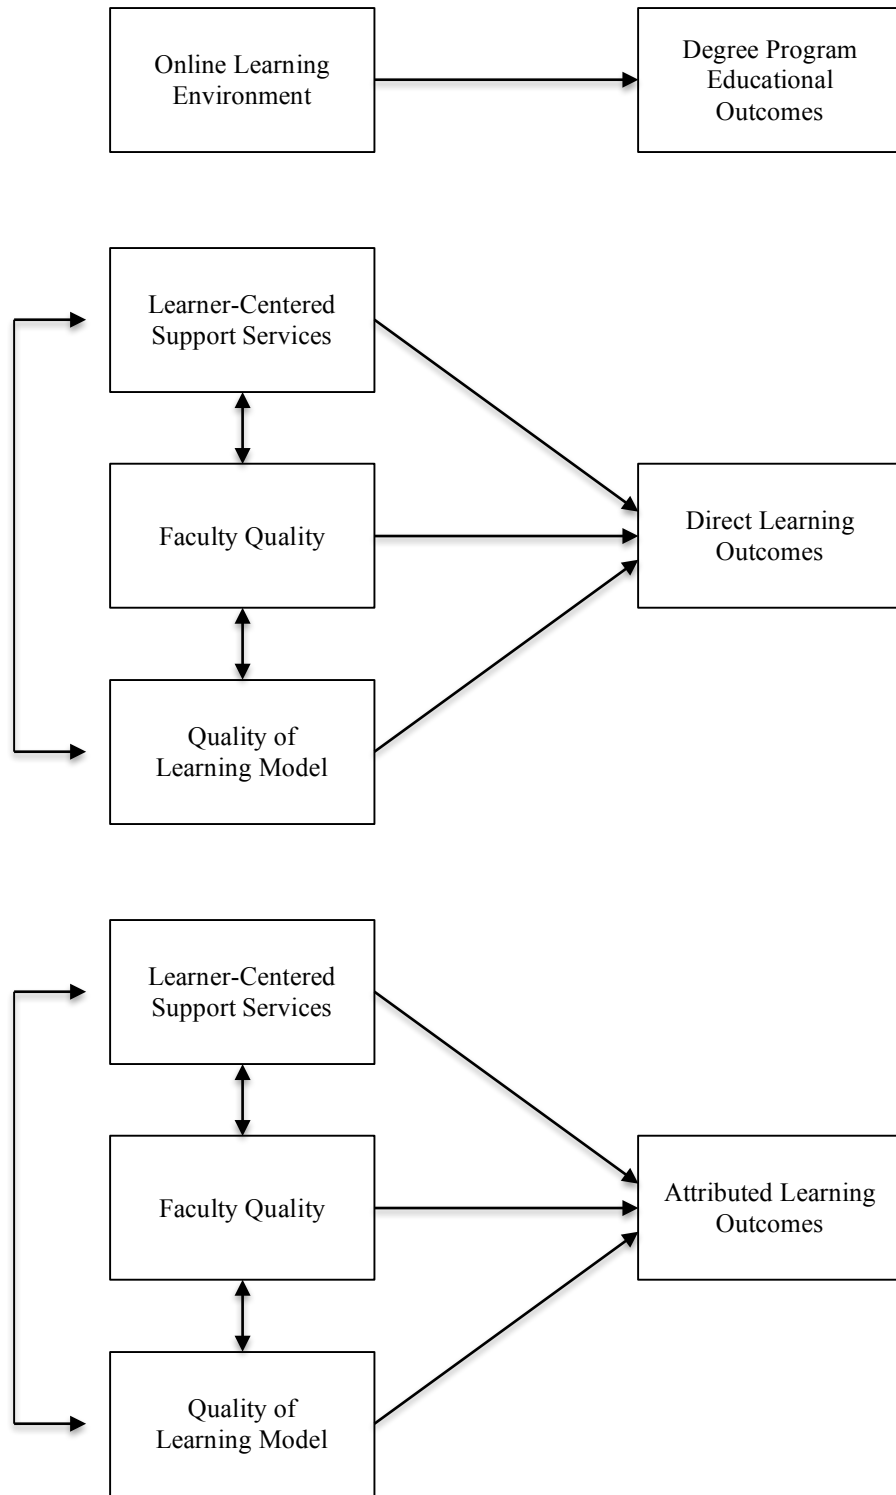 Online Learning
Environment
Degree Program
Educational
Outcomes
Learner-Centered
Support Services
Faculty Quality
Direct Learning
Outcomes
Quality of
Learning Model
Learner-Centered
Support Services
Faculty Quality
Attributed Learning
Outcomes
Quality of
Learning Model